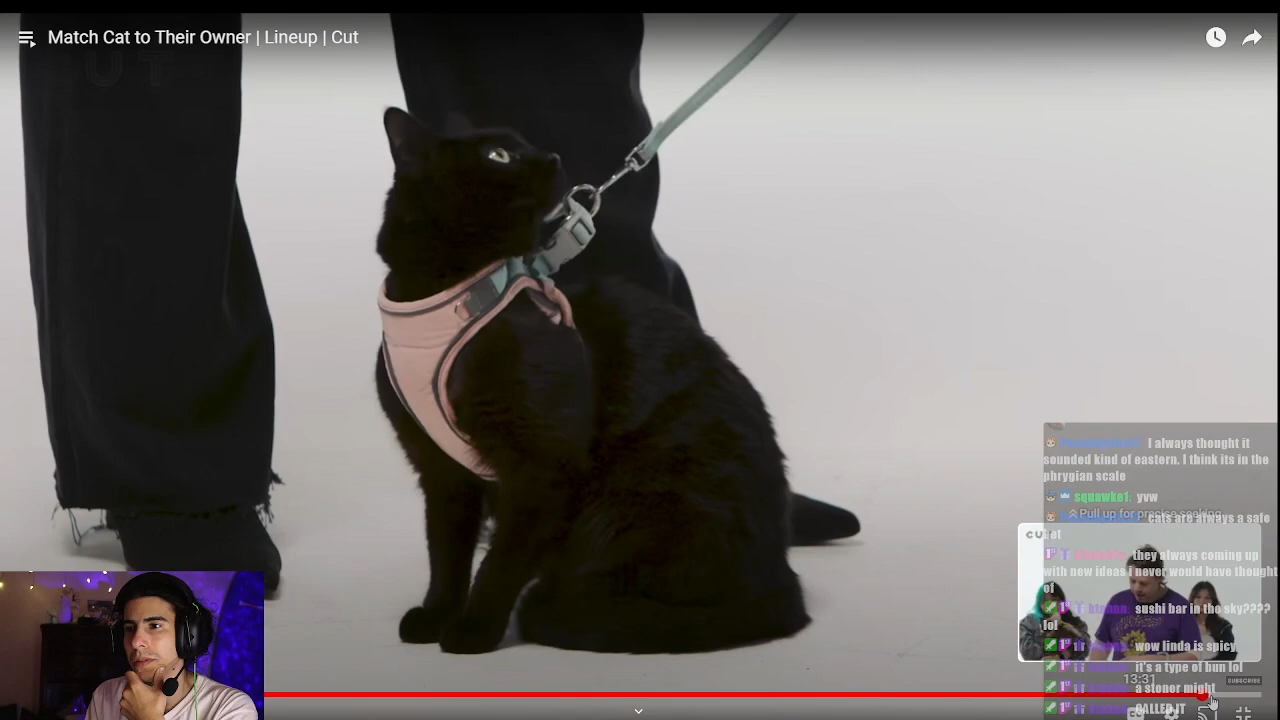 Match Cat to Their Owner | Lineup | Cut
I always thought it
sounded kind of eastern. I think its in the
phrygian scale
squawke1: yvw
Pull up for precise seeking
cats are always a safe
they always coming up
with new ideas i never would have thought
of
sushi bar in the sky????
lol
wow linda is spicy
it's a type of bun lol
13:31
SUBSCRIBE
a stoner might
CALLED IT